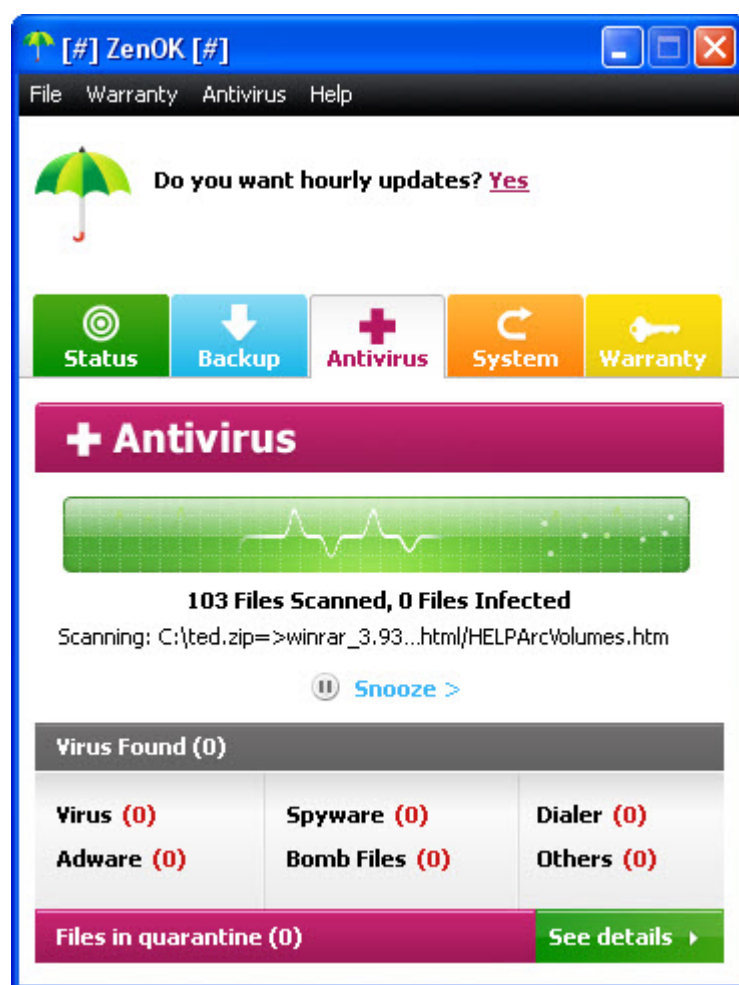 [#] ZenOK [#]
File Warranty Antivirus Help
Do you want hourly updates? Yes
Status Backup Antivirus System Warranty
Antivirus
103 Files Scanned, 0 Files Infected
Scanning: C:\ted.zip=>winrar_3.93...html/HELPArcVolumes.htm
Snooze >
Virus Found (0)
Virus (0) Spyware (0) Dialer (0)
Adware (0) Bomb Files (0) Others (0)
Files in quarantine (0) See details